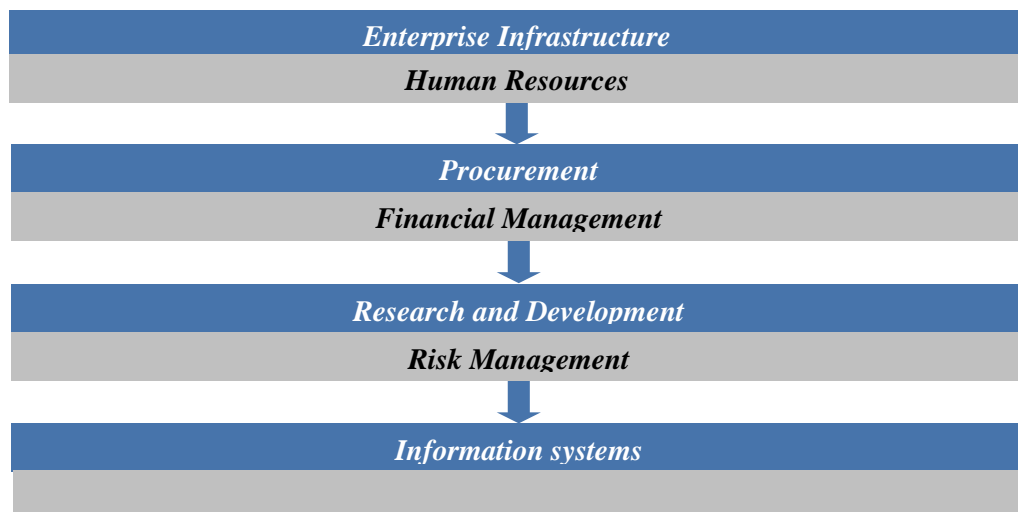 Enterprise Infrastructure
Human Resources
Procurement
Financial Management
Research and Development
Risk Management
Information systems